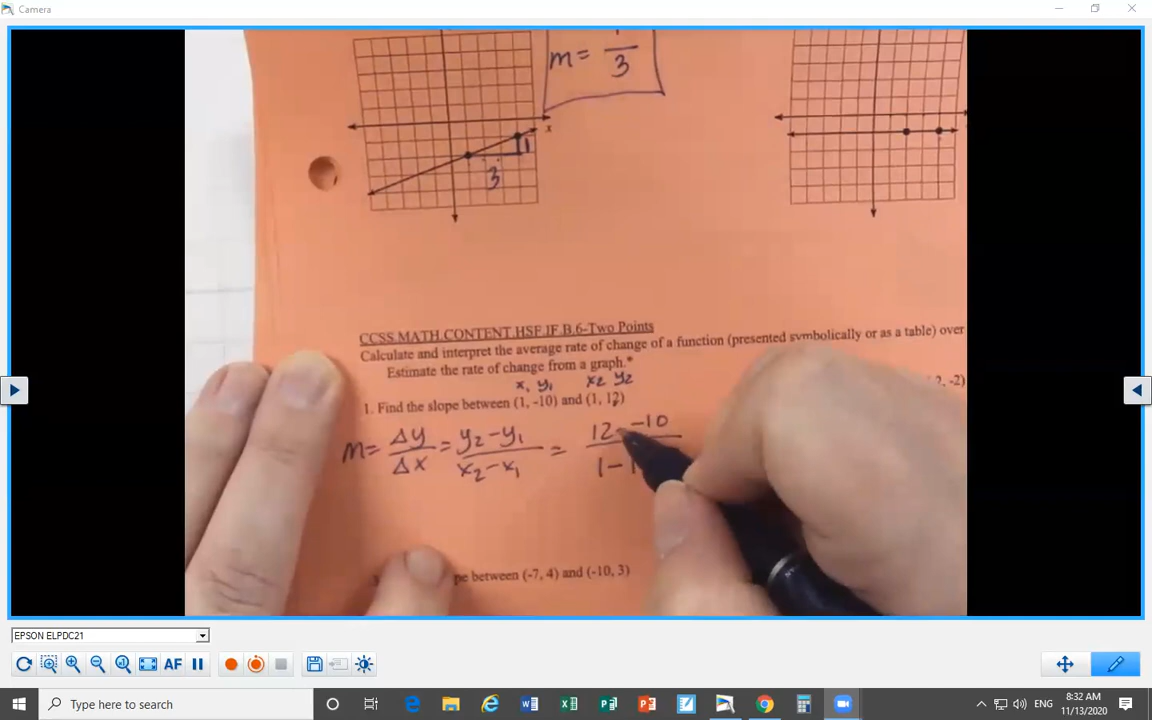 Camera
m= /3
x
1
3
CCSS.MATH.CONTENT.HSF.IF.B.6-Two Points
Calculate and interpret the average rate of change of a function (presented symbolically or as a table) over
Estimate the rate of change from a graph.*
x, y₁ x₂ y₂
1. Find the slope between (1, -10) and (1, 12)
2, -2)
m= Δy/Δx = y₂-y₁/x₂-x₁ = 12--10/1-1
pe between (-7, 4) and (-10, 3)
EPSON ELPDC21
AF
Type here to search
ENG
8:32 AM
11/13/2020